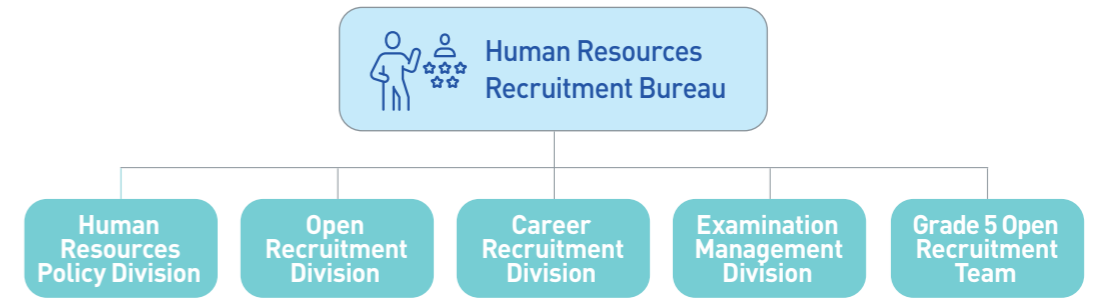 Human Resources
Recruitment Bureau
Human
Resources
Policy Division
Open
Recruitment
Division
Career
Recruitment
Division
Examination
Management
Division
Grade 5 Open
Recruitment
Team